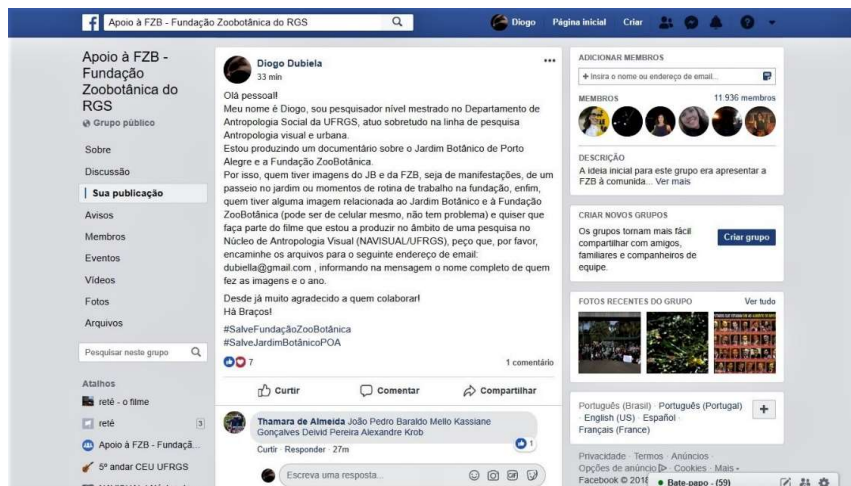 Apoio à FZB - Fundação Zoobotânica do RGS
Diogo
Página inicial
Criar
Apoio à FZB -
Fundação
Zoobotânica do
RGS
Grupo público
Sobre
Discussão
Sua publicação
Avisos
Membros
Eventos
Vídeos
Fotos
Arquivos
Pesquisar neste grupo
Atalhos
reté - o filme
reté
3
Apoio à FZB - Fundaçã...
5º andar CEU UFRGS
Diogo Dubiela
33 min
Olá pessoal!
Meu nome é Diogo, sou pesquisador nível mestrado no Departamento de
Antropologia Social da UFRGS, atuo sobretudo na linha de pesquisa
Antropologia visual e urbana.
Estou produzindo um documentário sobre o Jardim Botânico de Porto
Alegre e a Fundação ZooBotânica.
Por isso, quem tiver imagens do JB e da FZB, seja de manifestações, de um
passeio no jardim ou momentos de rotina de trabalho na fundação, enfim,
quem tiver alguma imagem relacionada ao Jardim Botânico e à Fundação
ZooBotânica (pode ser de celular mesmo, não tem problema) e quiser que
faça parte do filme que estou a produzir no âmbito de uma pesquisa no
Núcleo de Antropologia Visual (NAVISUAL/UFRGS), peço que, por favor,
encaminhe os arquivos para o seguinte endereço de email:
dubiella@gmail.com , informando na mensagem o nome completo de quem
fez as imagens e o ano.
Desde já muito agradecido a quem colaborar!
Hà Braços!
#SalveFundaçãoZooBotânica
#SalveJardimBotânicoPOA
7
1 comentário
Curtir
Comentar
Compartilhar
Thamara de Almeida João Pedro Baraldo Mello Kassiane
Gonçalves Deivid Pereira Alexandre Krob
1
Curtir · Responder · 27m
Escreva uma resposta...
ADICIONAR MEMBROS
+ Insira o nome ou endereço de email...
MEMBROS
11.936 membros
DESCRIÇÃO
A ideia inicial para este grupo era apresentar a
FZB à comunida... Ver mais
CRIAR NOVOS GRUPOS
Os grupos tornam mais fácil
compartilhar com amigos,
familiares e companheiros de
equipe.
Criar grupo
FOTOS RECENTES DO GRUPO
Ver tudo
Português (Brasil) · Português (Portugal)
· English (US) · Español ·
Français (France)
Privacidade · Termos · Anúncios ·
Opções de anúncio · Cookies · Mais
Facebook © 2018
Bate-papo (59)